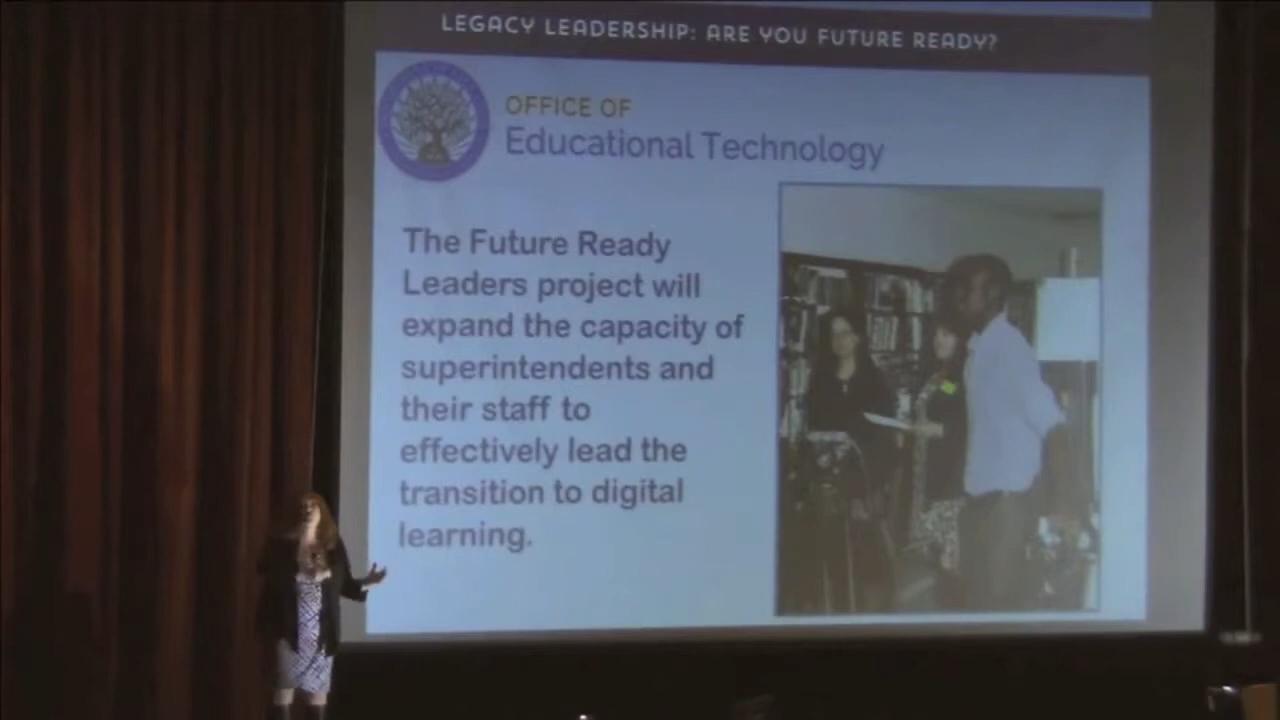 LEGACY LEADERSHIP: ARE YOU FUTURE READY?
OFFICE OF
Educational Technology
The Future Ready
Leaders project will
expand the capacity of
superintendents and
their staff to
effectively lead the
transition to digital
learning.